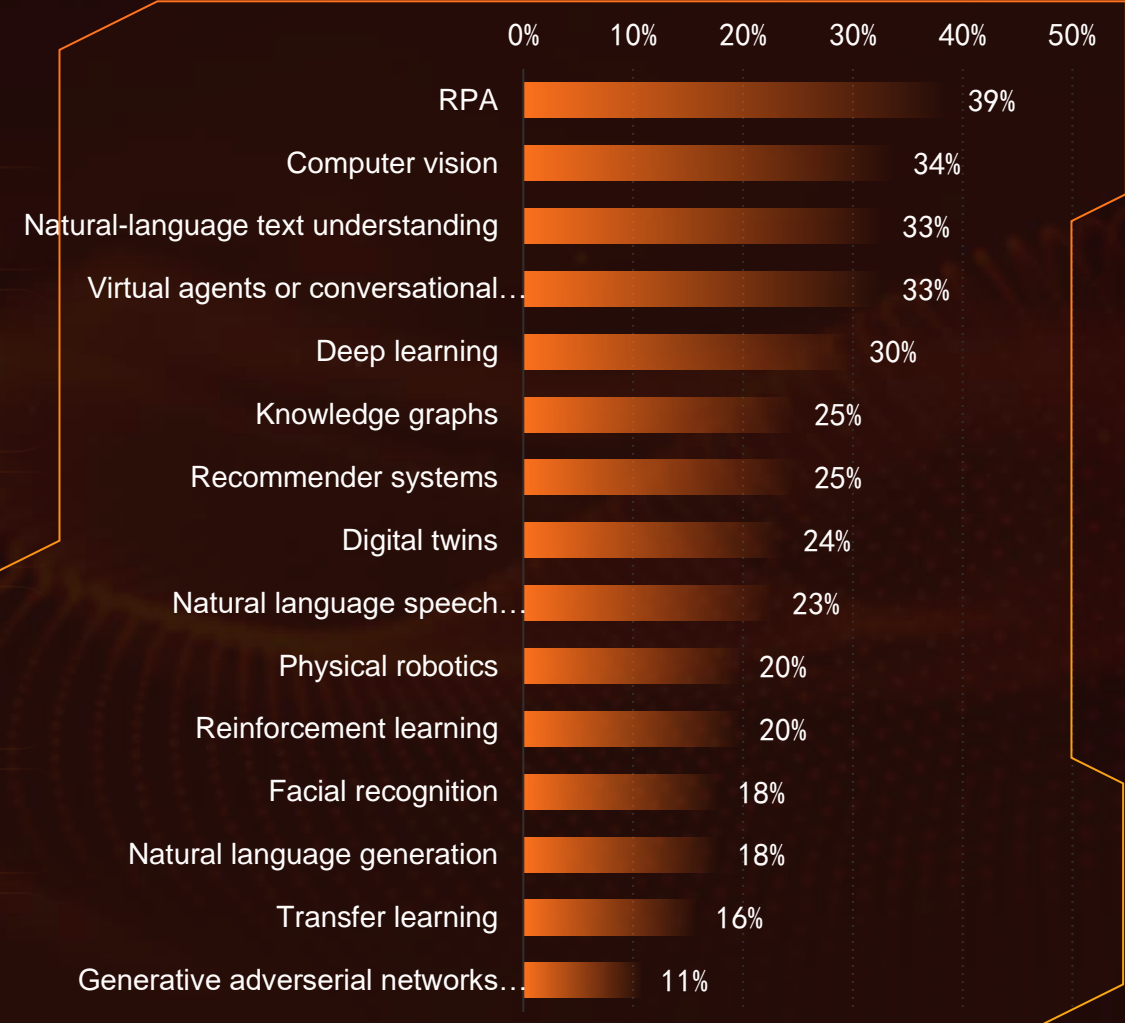 0% 10% 20% 30% 40% 50%
RPA 39%
Computer vision 34%
Natural-language text understanding 33%
Virtual agents or conversational… 33%
Deep learning 30%
Knowledge graphs 25%
Recommender systems 25%
Digital twins 24%
Natural language speech… 23%
Physical robotics 20%
Reinforcement learning 20%
Facial recognition 18%
Natural language generation 18%
Transfer learning 16%
Generative adverserial networks… 11%